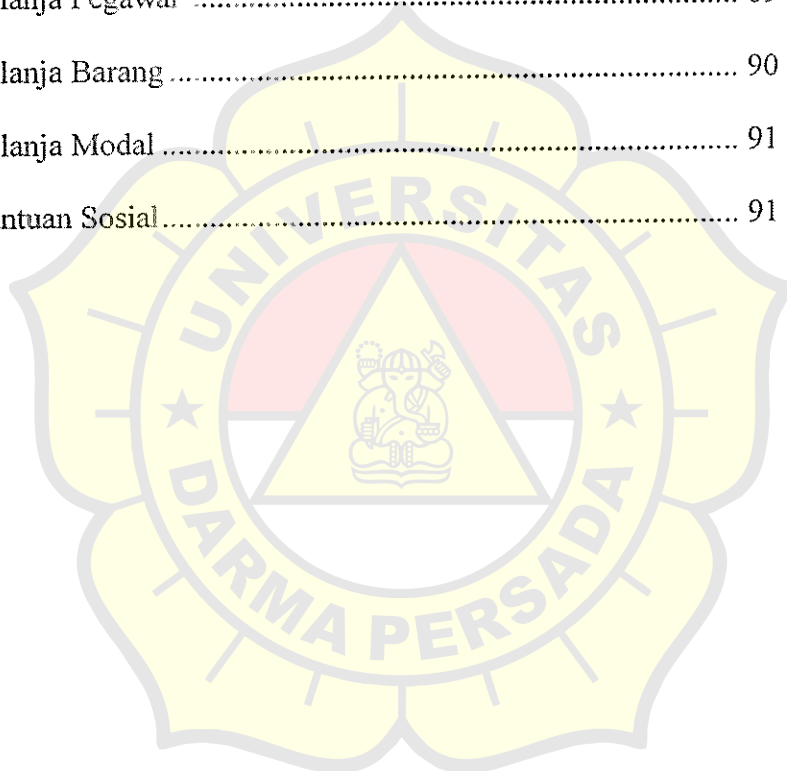 lanja Pegawai ........................................................................
lanja Barang ........................................................................ 90
lanja Modal ........................................................................ 91
ntuan Sosial ........................................................................ 91
UNIVERSITAS
DARMA PERSADA